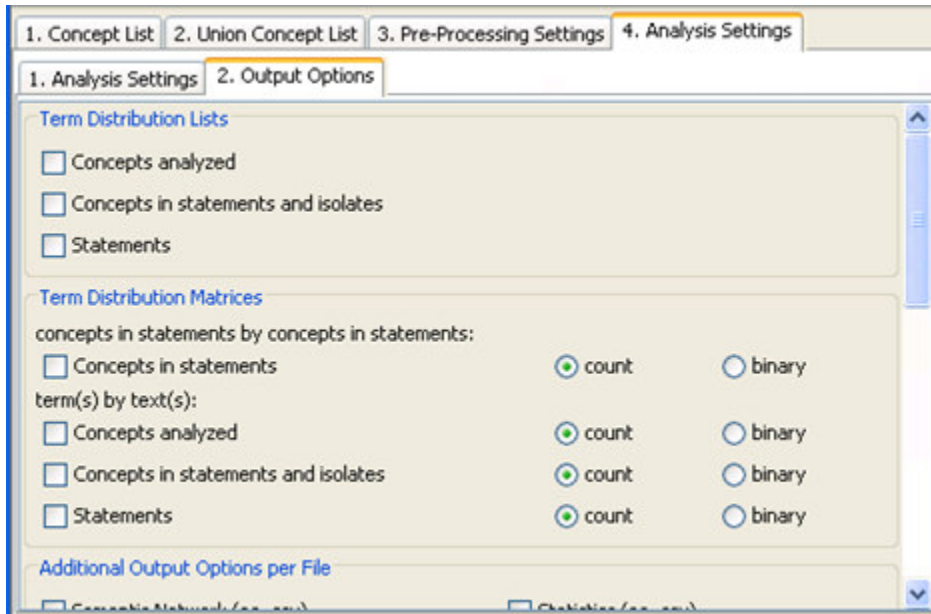 1. Concept List 2. Union Concept List 3. Pre-Processing Settings 4. Analysis Settings
1. Analysis Settings 2. Output Options
Term Distribution Lists
Concepts analyzed
Concepts in statements and isolates
Statements
Term Distribution Matrices
concepts in statements by concepts in statements:
Concepts in statements count binary
term(s) by text(s):
Concepts analyzed count binary
Concepts in statements and isolates count binary
Statements count binary
Additional Output Options per File
Semantic Network Statistics